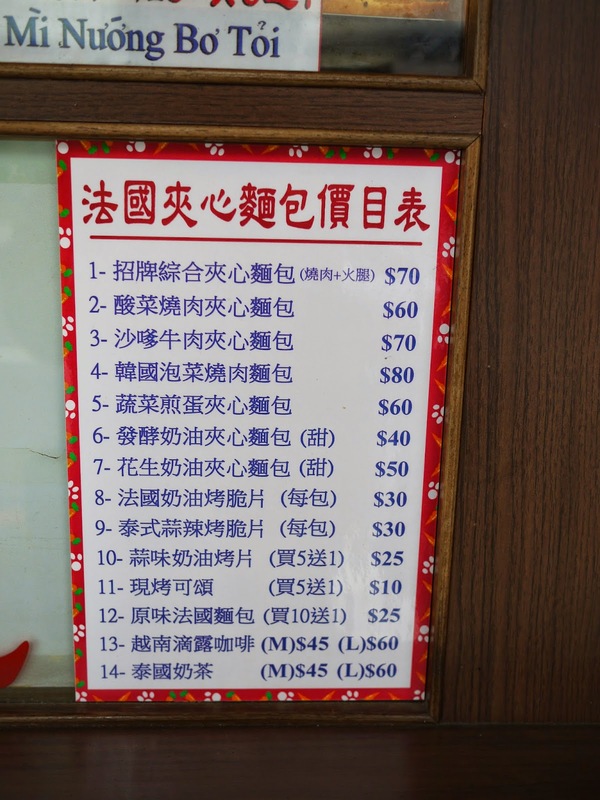 Mì Nướng Bơ Tỏi
法國夾心麵包價目表
1- 招牌綜合夾心麵包 (燒肉+火腿) $70
2- 酸菜燒肉夾心麵包 $60
3- 沙嗲牛肉夾心麵包 $70
4- 韓國泡菜燒肉麵包 $80
5- 蔬菜煎蛋夾心麵包 $60
6- 發酵奶油夾心麵包 (甜) $40
7- 花生奶油夾心麵包 (甜) $50
8- 法國奶油烤脆片 (每包) $30
9- 泰式蒜辣烤脆片 (每包) $30
10- 蒜味奶油烤片 (買5送1) $25
11- 現烤可頌 (買5送1) $10
12- 原味法國麵包 (買10送1) $25
13- 越南滴露咖啡 (M)$45 (L)$60
14- 泰國奶茶 (M)$45 (L)$60